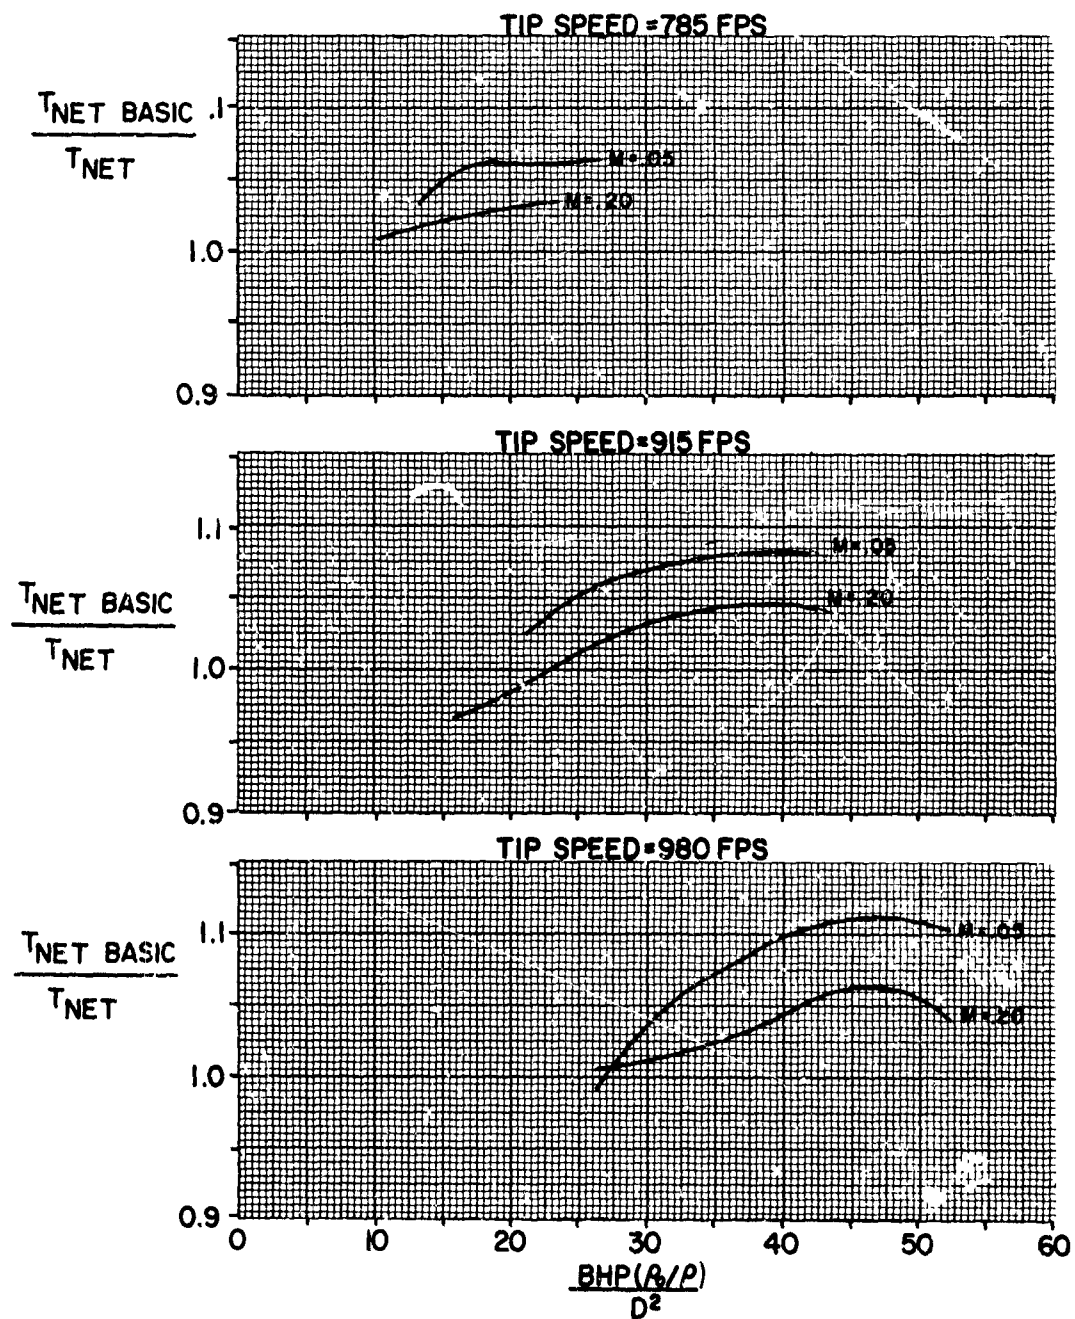 TIP SPEED = 785 FPS
TNET BASIC
TNET
.1
1.0
0.9
M=.05
M=.20
TIP SPEED=915 FPS
TNET BASIC
TNET
1.1
1.0
0.9
M=.05
M=.20
TIP SPEED=980 FPS
TNET BASIC
TNET
1.1
1.0
0.9
M=.05
M=.20
0 10 20 30 40 50 60
BHP(ρ₀/ρ)
D²